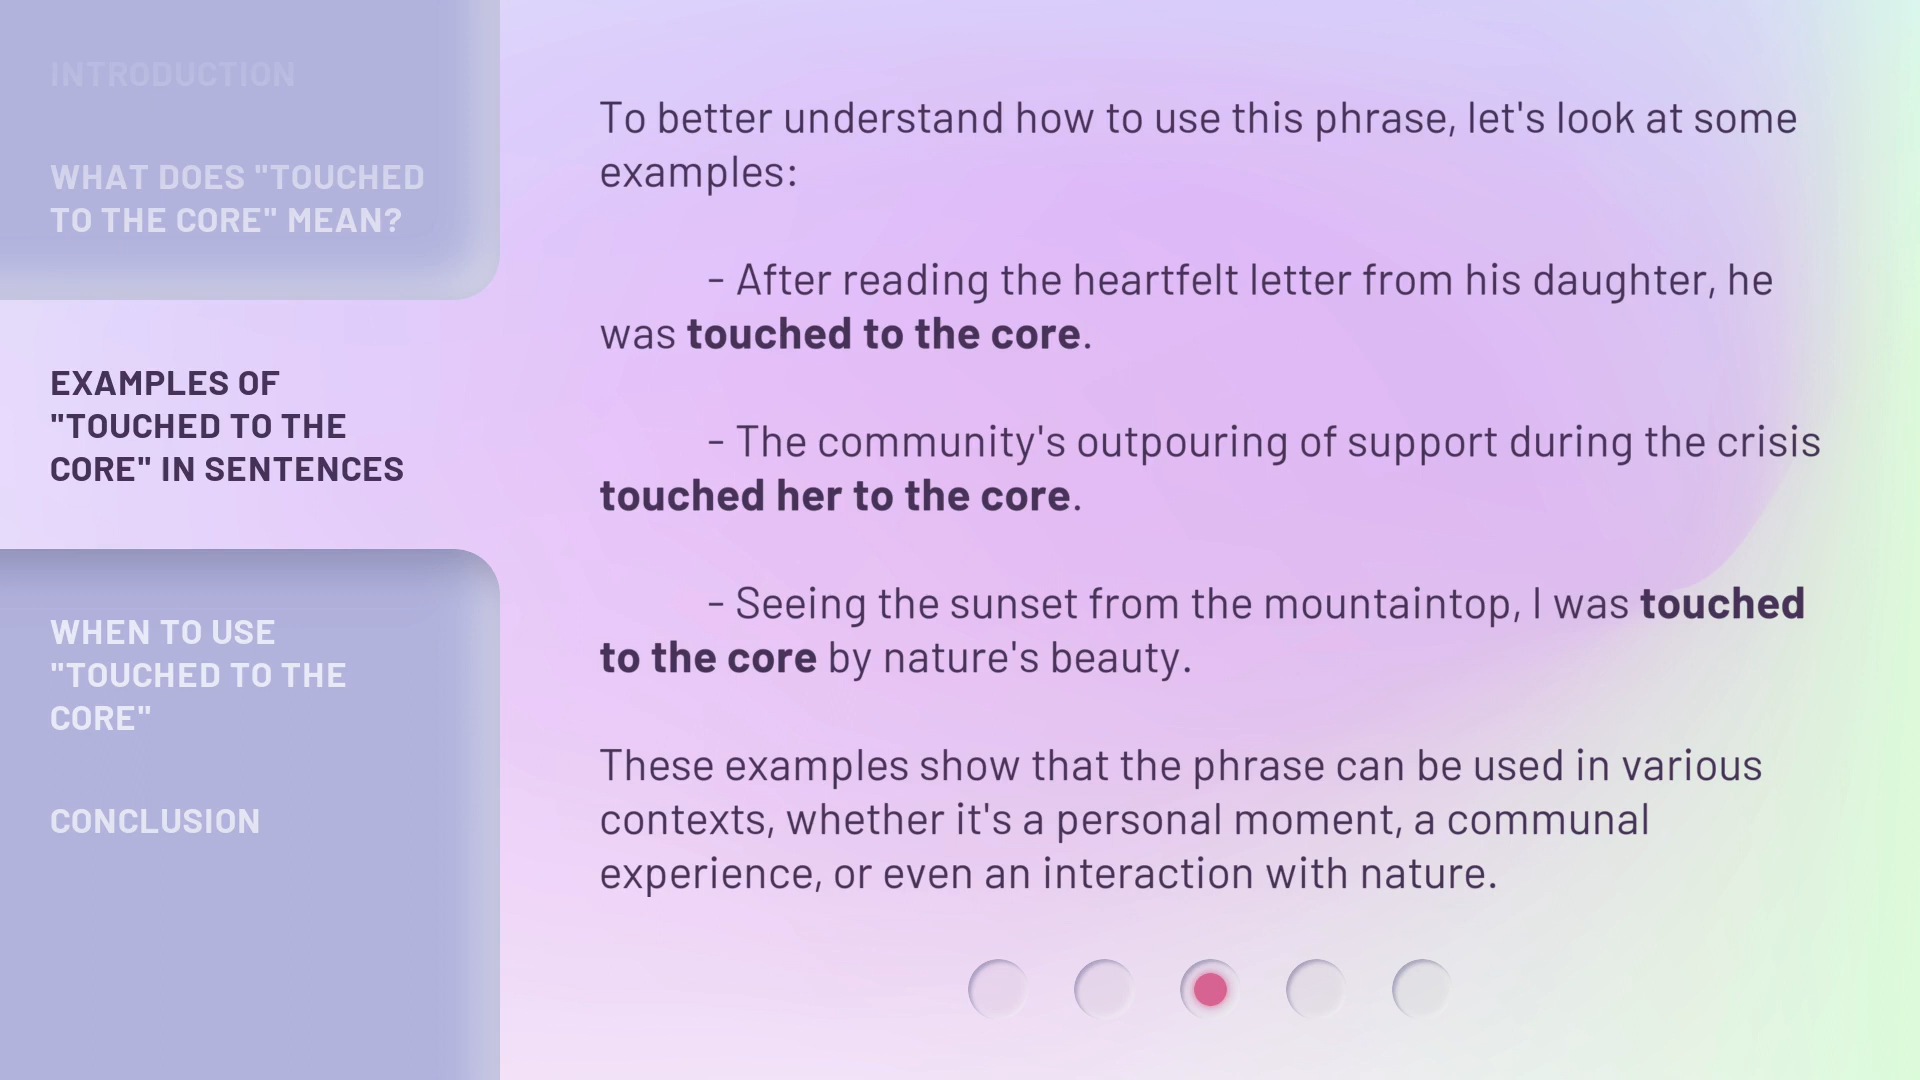 INTRODUCTION
WHAT DOES "TOUCHED
TO THE CORE" MEAN?
EXAMPLES OF
"TOUCHED TO THE
CORE" IN SENTENCES
WHEN TO USE
"TOUCHED TO THE
CORE"
CONCLUSION
To better understand how to use this phrase, let's look at some
examples:
- After reading the heartfelt letter from his daughter, he
was touched to the core.
- The community's outpouring of support during the crisis
touched her to the core.
- Seeing the sunset from the mountaintop, I was touched
to the core by nature's beauty.
These examples show that the phrase can be used in various
contexts, whether it's a personal moment, a communal
experience, or even an interaction with nature.